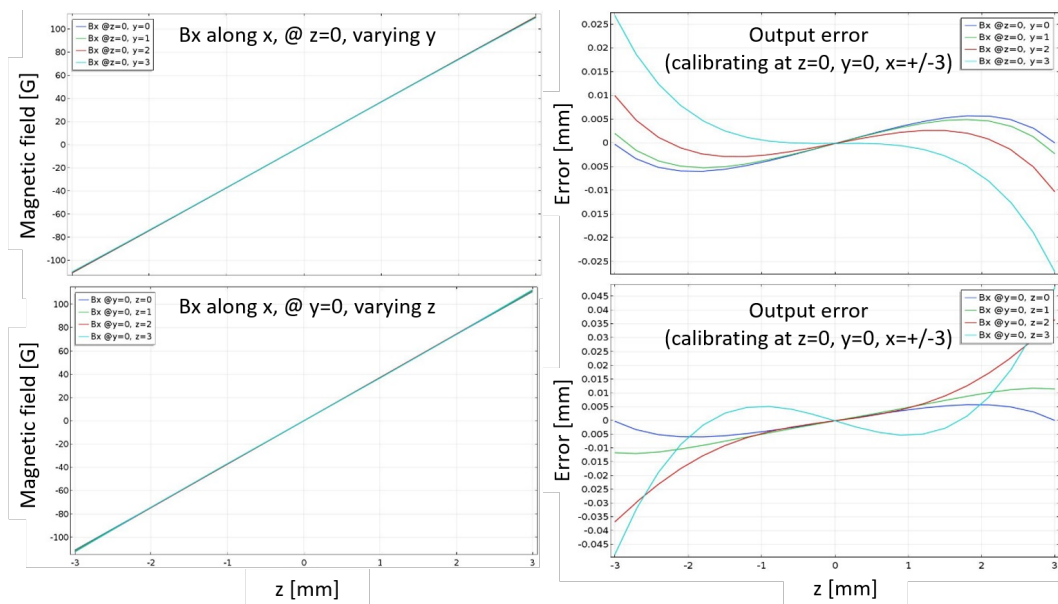 Bx along x, @ z=0, varying y
Bx @z=0, y=0
Bx @z=0, y=1
Bx @z=0, y=2
Bx @z=0, y=3
Magnetic field [G]
100
80
60
40
20
0
-20
-40
-60
-80
-100
Output error
(calibrating at z=0, y=0, x=+/-3)
Bx @z=0, y=0
Bx @z=0, y=1
Bx @z=0, y=2
Bx @z=0, y=3
Error [mm]
0.025
0.02
0.015
0.01
0.005
0
0.005
-0.01
0.015
-0.02
-0.025
-3
-2
-1
0
1
2
3
Bx along x, @ y=0, varying z
Bx @y=0, z=0
Bx @y=0, z=1
Bx @y=0, z=2
Bx @y=0, z=3
Magnetic field [G]
100
80
60
40
20
0
-20
-40
-60
-80
-100
-3
-2
-1
0
1
2
3
z [mm]
Output error
(calibrating at z=0, y=0, x=+/-3)
Bx @y=0, z=0
Bx @y=0, z=1
Bx @y=0, z=2
Bx @y=0, z=3
Error [mm]
0.045
0.04
0.035
0.03
0.025
0.02
0.015
0.01
0.005
0
0.005
-0.01
0.015
-0.02
0.025
-0.03
-0.035
-0.04
-0.045
-3
-2
-1
0
1
2
3
z [mm]